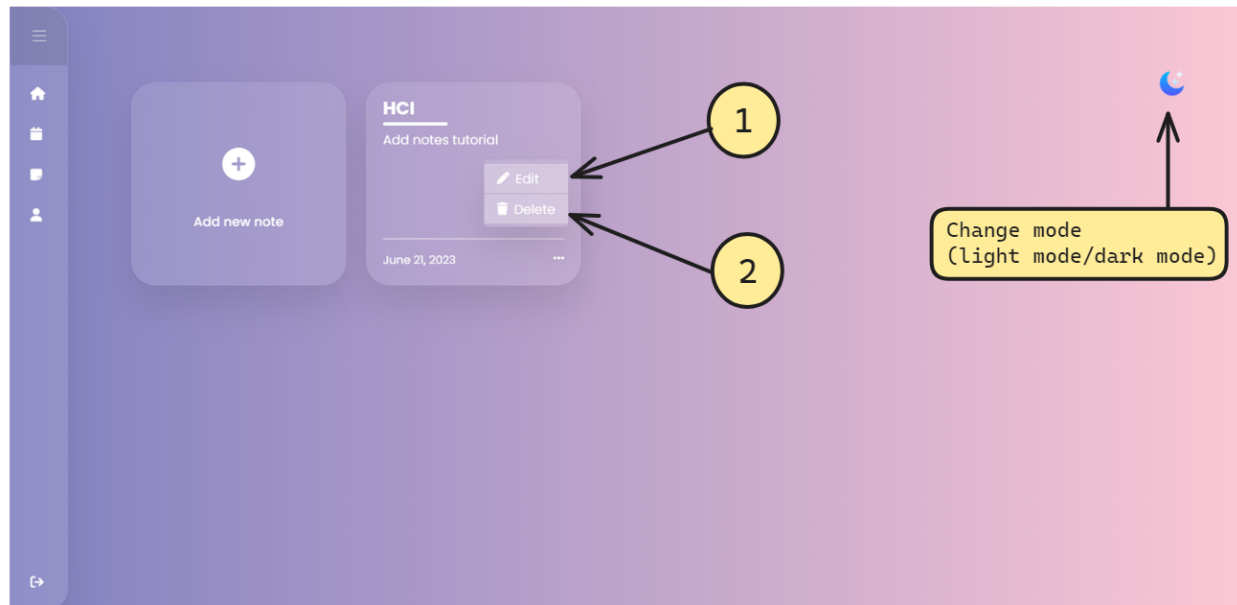 HCI
Add notes tutorial
Edit
Delete
Add new note
June 21, 2023
1
2
Change mode
(light mode/dark mode)